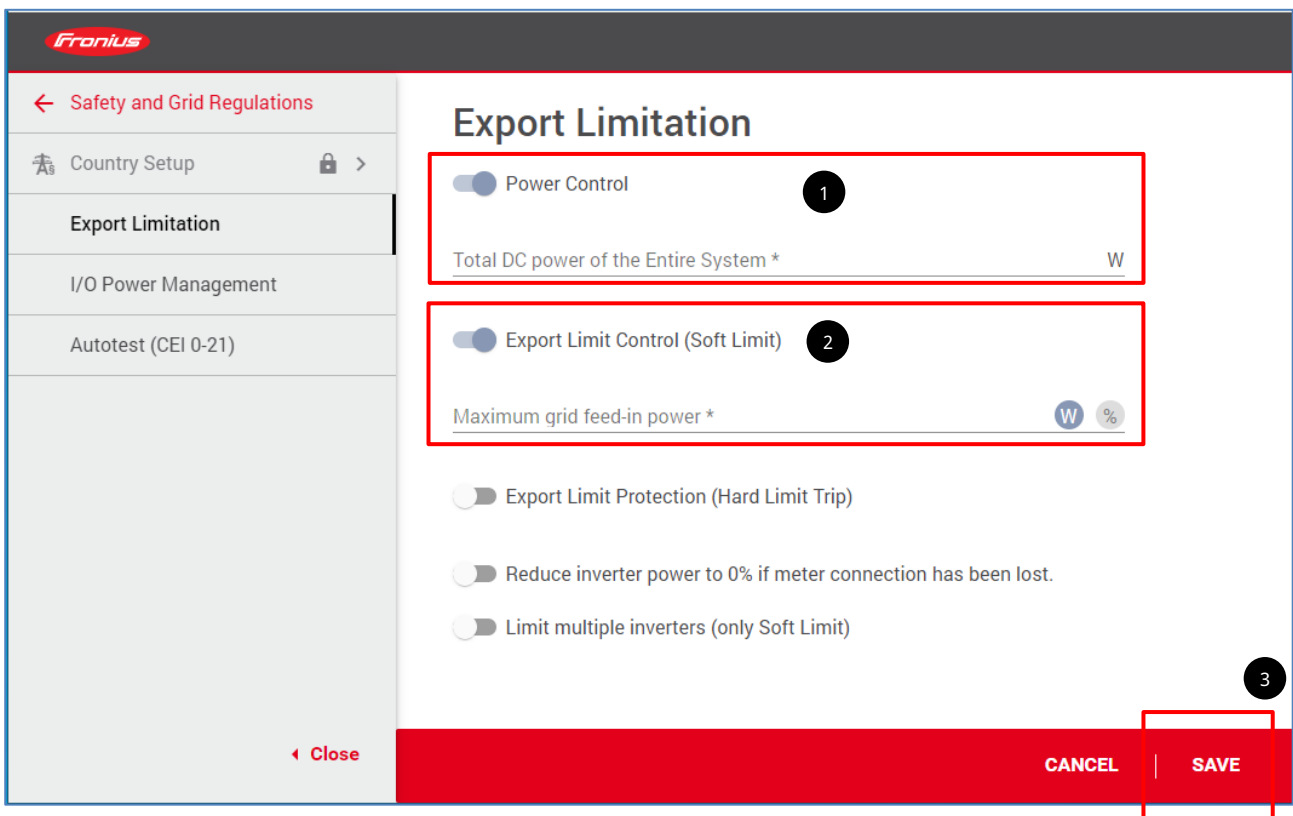 Fronius
Safety and Grid Regulations
Country Setup
Export Limitation
I/O Power Management
Autotest (CEI 0-21)
Close
Export Limitation
Power Control
1
Total DC power of the Entire System * W
Export Limit Control (Soft Limit)
2
Maximum grid feed-in power * W %
Export Limit Protection (Hard Limit Trip)
Reduce inverter power to 0% if meter connection has been lost.
Limit multiple inverters (only Soft Limit)
3
CANCEL | SAVE